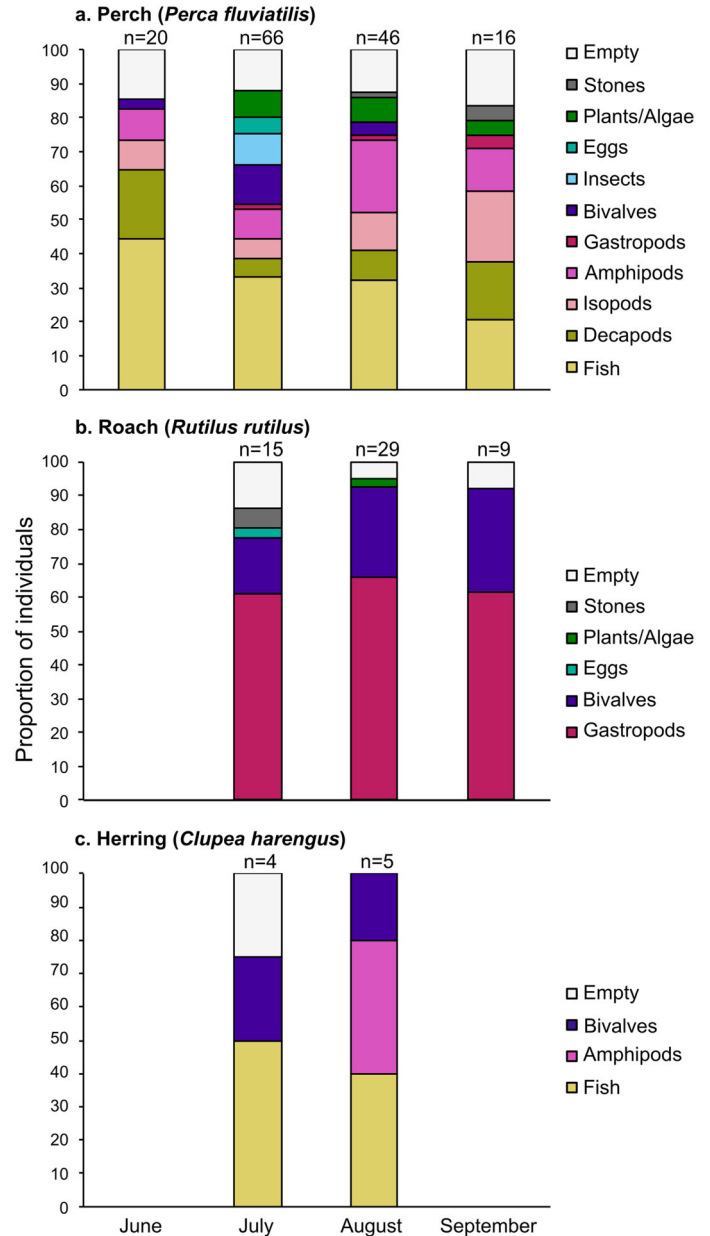 a. Perch (Perca fluviatilis)
n=20 n=66 n=46 n=16
100
90
80
70
60
50
40
30
20
10
0
Empty
Stones
Plants/Algae
Eggs
Insects
Bivalves
Gastropods
Amphipods
Isopods
Decapods
Fish
b. Roach (Rutilus rutilus)
n=15 n=29 n=9
100
90
80
70
60
50
40
30
20
10
0
Proportion of individuals
Empty
Stones
Plants/Algae
Eggs
Bivalves
Gastropods
c. Herring (Clupea harengus)
n=4 n=5
100
90
80
70
60
50
40
30
20
10
0
Empty
Bivalves
Amphipods
Fish
June July August September